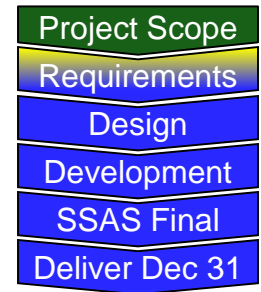 Project Scope
Requirements
Design
Development
SSAS Final
Deliver Dec 31